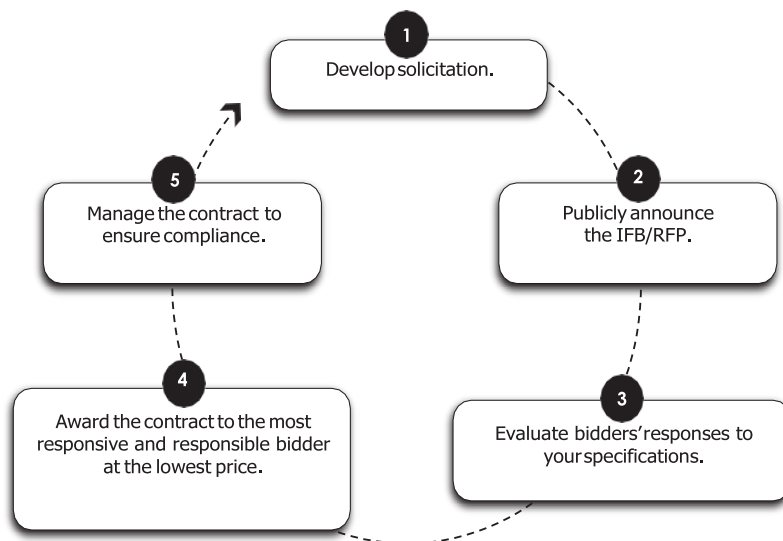 1
Develop solicitation.
2
Publicly announce
the IFB/RFP.
3
Evaluate bidders’ responses to
your specifications.
4
Award the contract to the most
responsive and responsible bidder
at the lowest price.
5
Manage the contract to
ensure compliance.